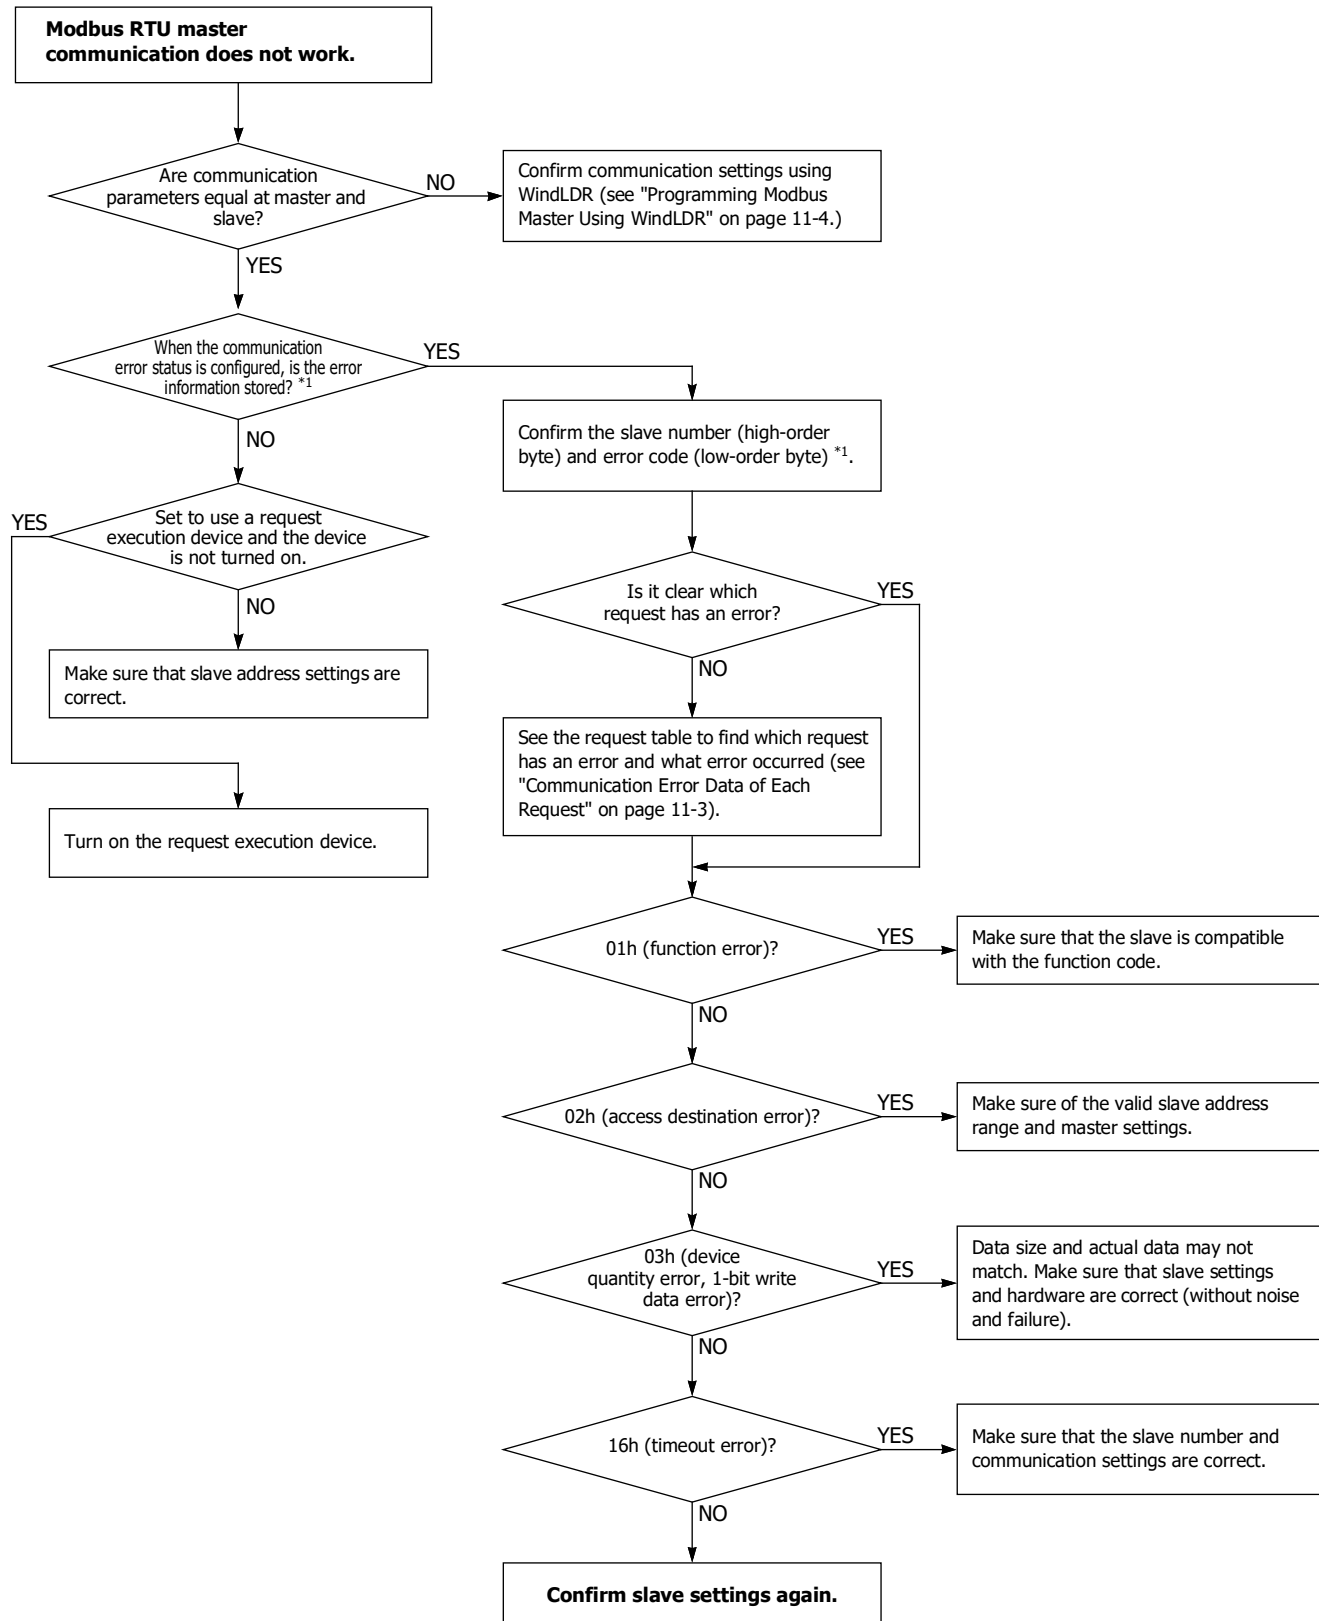 Modbus RTU master
communication does not work.
Are communication
parameters equal at master and
slave?
NO
Confirm communication settings using
WindLDR (see "Programming Modbus
Master Using WindLDR" on page 11-4.)
YES
When the communication
error status is configured, is the error
information stored? *1
YES
NO
Confirm the slave number (high-order
byte) and error code (low-order byte) *1.
YES
Set to use a request
execution device and the device
is not turned on.
NO
Is it clear which
request has an error?
YES
NO
Make sure that slave address settings are
correct.
See the request table to find which request
has an error and what error occurred (see
"Communication Error Data of Each
Request" on page 11-3).
Turn on the request execution device.
01h (function error)?
YES
Make sure that the slave is compatible
with the function code.
NO
02h (access destination error)?
YES
Make sure of the valid slave address
range and master settings.
NO
03h (device
quantity error, 1-bit write
data error)?
YES
Data size and actual data may not
match. Make sure that slave settings
and hardware are correct (without noise
and failure).
NO
16h (timeout error)?
YES
Make sure that the slave number and
communication settings are correct.
NO
Confirm slave settings again.